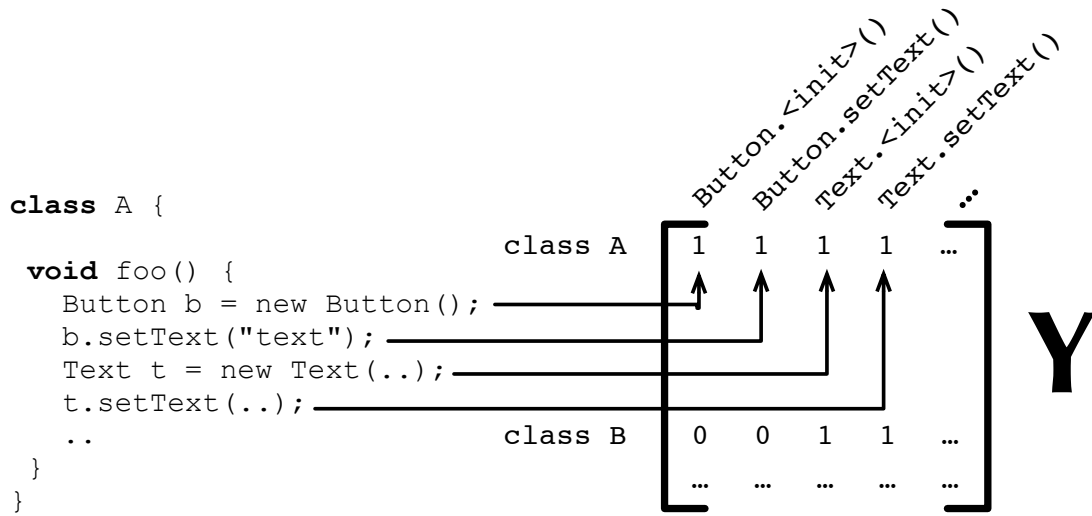 Button.<init>()
Button.setText()
Text.<init>()
Text.setText()
…
class A {
void foo() {
Button b = new Button();
b.setText("text");
Text t = new Text(..);
t.setText(..);
..
}
}
class A 1 1 1 1 …
class B 0 0 1 1 …
… … … … …
Y